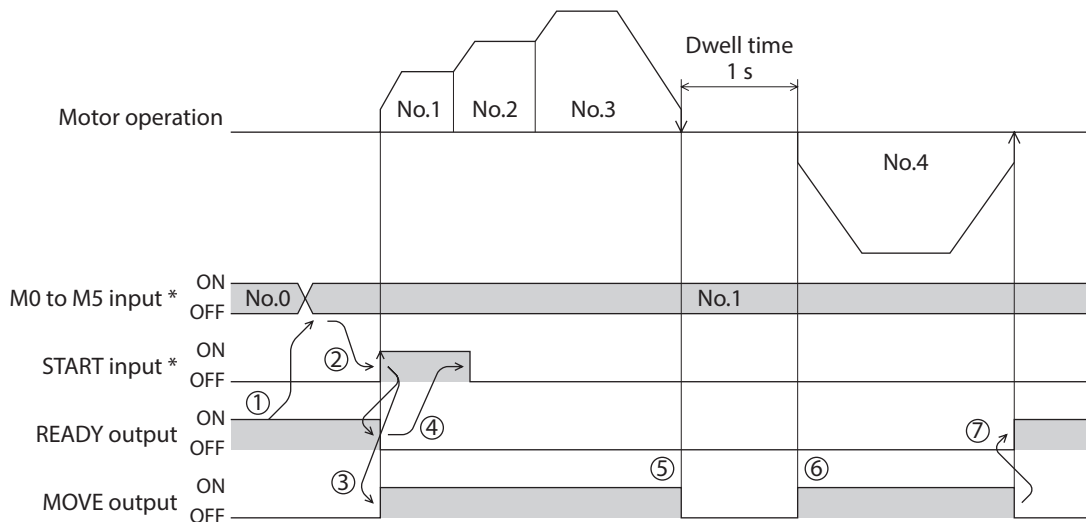 Dwell time
1 s
No.1
No.2
No.3
Motor operation
No.4
M0 to M5 input *
ON
OFF
No.0
No.1
START input *
ON
OFF
②
①
READY output
ON
OFF
④
⑦
③
⑤
⑥
MOVE output
ON
OFF